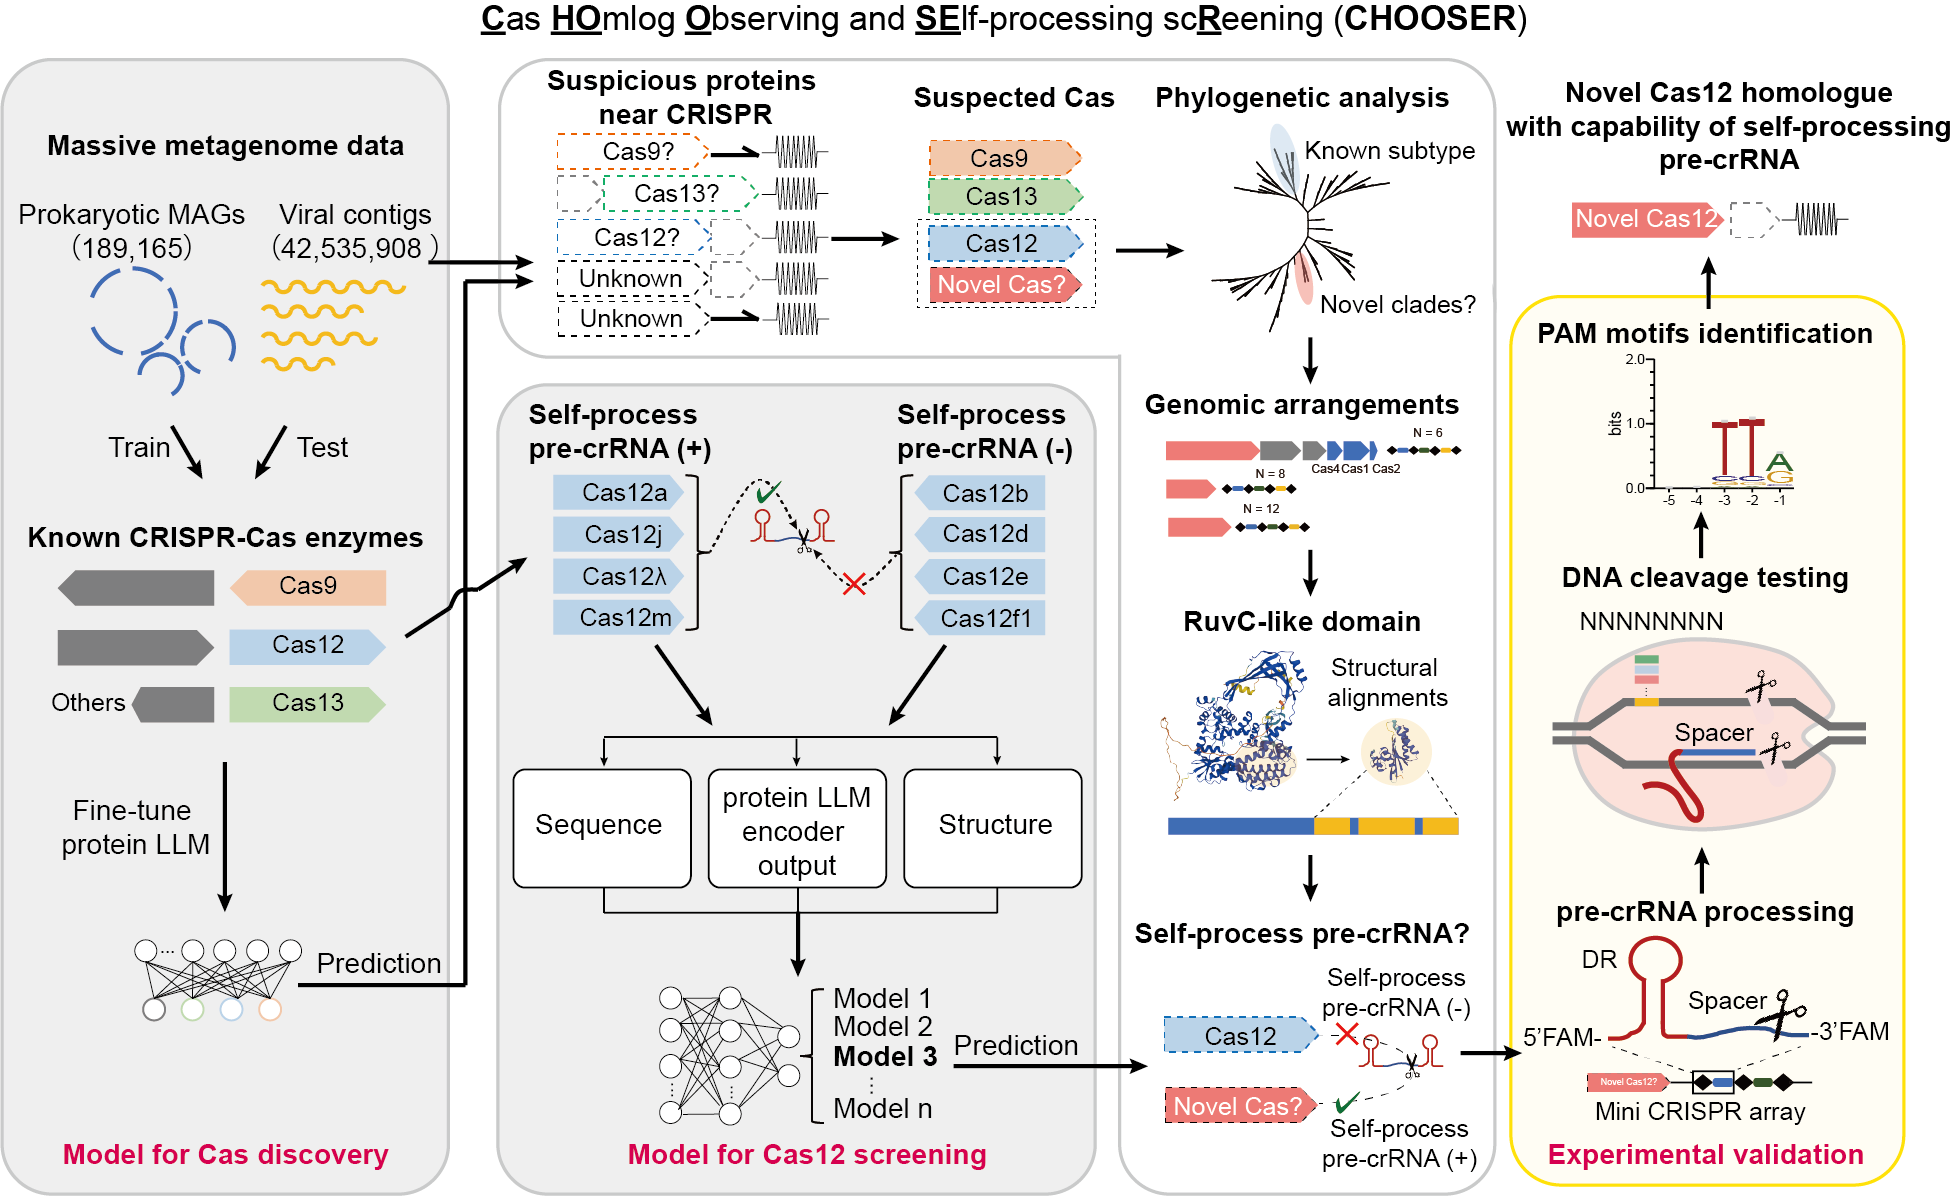 Cas HOmlog Observing and SElf-processing scReening (CHOOSER)
Massive metagenome data
Prokaryotic MAGs
(189,165)
Viral contigs
(42,535,908)
Train
Test
Known CRISPR-Cas enzymes
Cas9
Cas12
Others
Cas13
Fine-tune
protein LLM
...
Prediction
Model for Cas discovery
Suspicious proteins
near CRISPR
Cas9?
Cas13?
Cas12?
Unknown
Unknown
Suspected Cas
Cas9
Cas13
Cas12
Novel Cas?
Phylogenetic analysis
Known subtype
Novel clades?
Self-process
pre-crRNA (+)
Cas12a
Cas12j
Cas12λ
Cas12m
Self-process
pre-crRNA (-)
Cas12b
Cas12d
Cas12e
Cas12f1
Sequence
protein LLM
encoder
output
Structure
Model 1
Model 2
Model 3
Model n
Prediction
Model for Cas12 screening
Genomic arrangements
N = 6
Cas4 Cas1 Cas2
N = 8
N = 12
RuvC-like domain
Structural
alignments
Self-process pre-crRNA?
Self-process
pre-crRNA (-)
Cas12
Novel Cas?
Self-process
pre-crRNA (+)
Novel Cas12 homologue
with capability of self-processing
pre-crRNA
Novel Cas12
PAM motifs identification
2.0
1.0
0.0
bits
-5 -4 -3 -2 -1
T T A
C C G
DNA cleavage testing
NNNNNNNN
Spacer
pre-crRNA processing
DR
Spacer
5'FAM-
-3'FAM
Novel Cas12?
Mini CRISPR array
Experimental validation